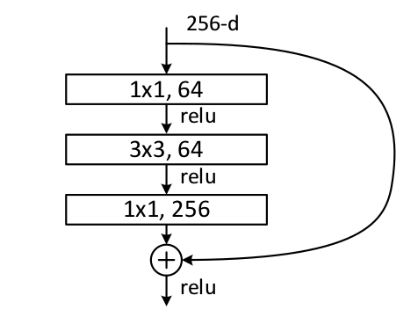 256-d
1x1, 64
relu
3x3, 64
relu
1x1, 256
+
relu